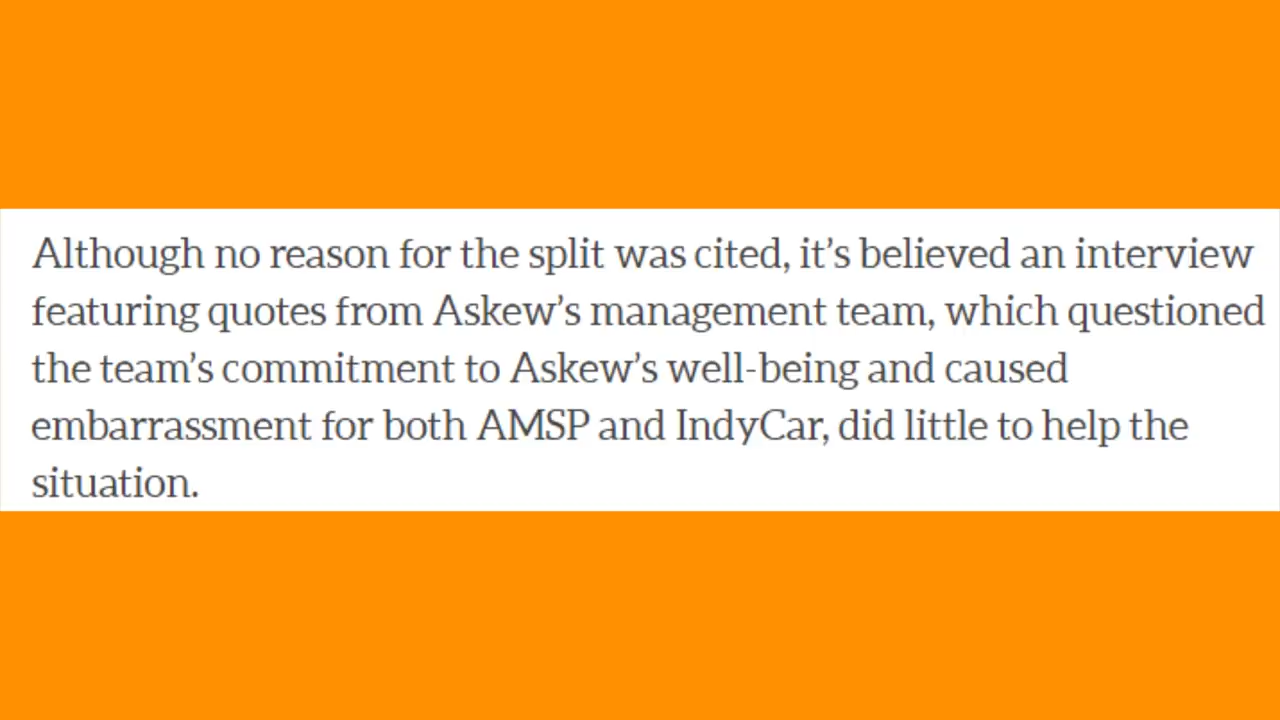 Although no reason for the split was cited, it’s believed an interview
featuring quotes from Askew’s management team, which questioned
the team’s commitment to Askew’s well-being and caused
embarrassment for both AMSP and IndyCar, did little to help the
situation.